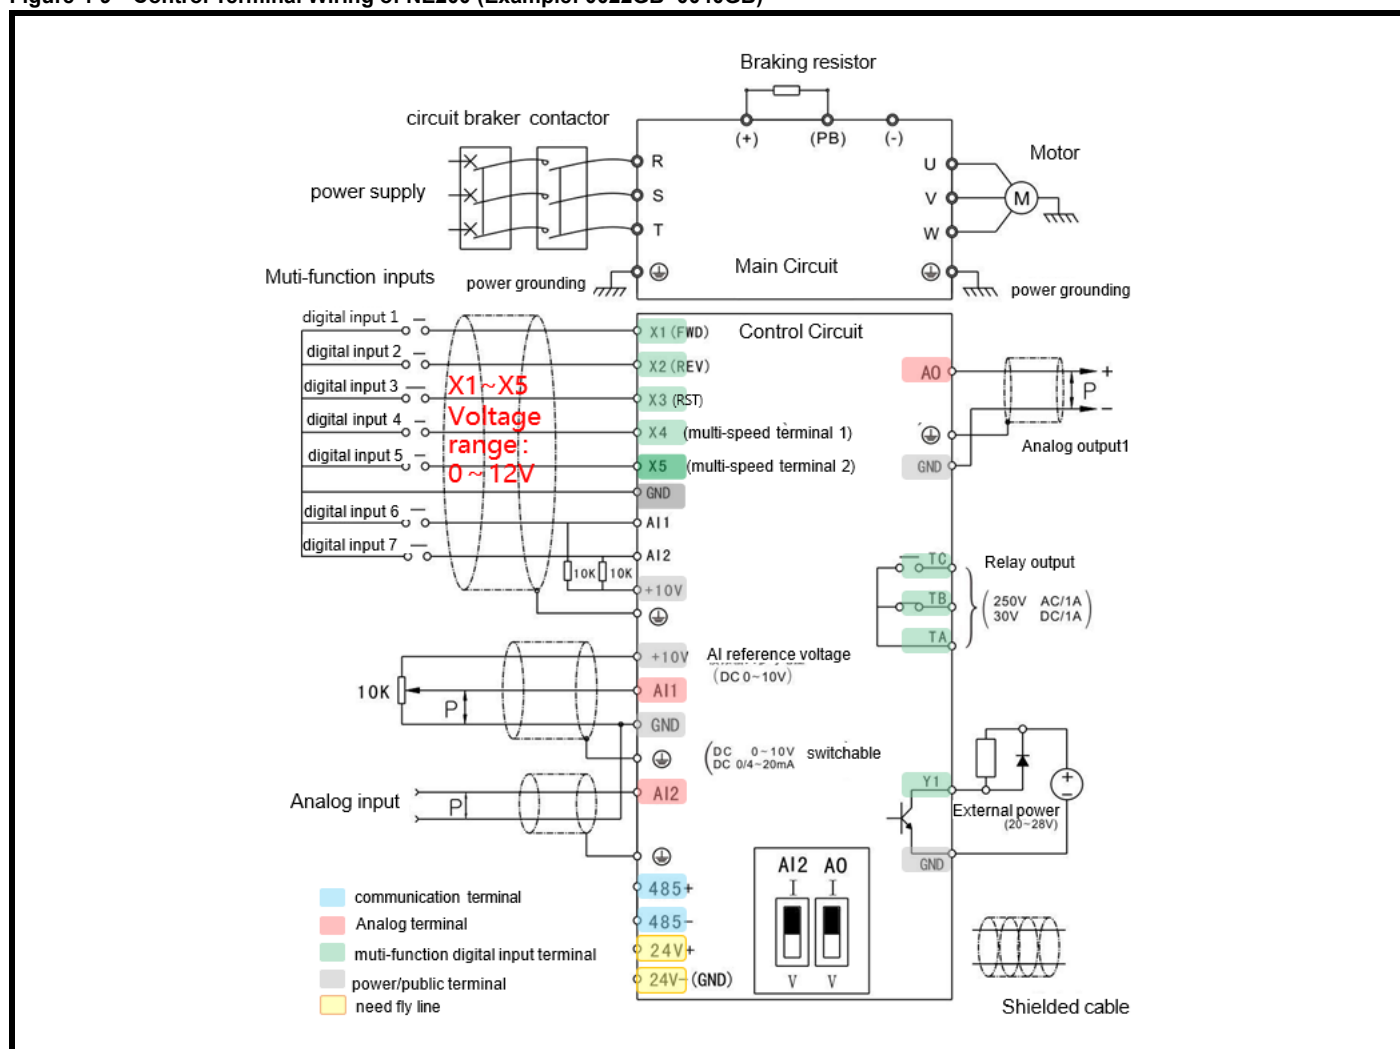 Braking resistor
circuit braker contactor
(+)
(PB)
(-)
R
U
Motor
power supply
S
V
M
T
W
Main Circuit
Muti-function inputs
power grounding
power grounding
digital input 1
X1 (FWD)
Control Circuit
digital input 2
X2 (REV)
AO
+
digital input 3
X1~X5
Voltage
range:
0~12V
X3 (RST)
P
−
digital input 4
X4 (multi-speed terminal 1)
Analog output1
digital input 5
X5 (multi-speed terminal 2)
GND
GND
digital input 6
AI1
digital input 7
AI2
10K
10K
+10V
TC
Relay output
TB
250V AC/1A
30V DC/1A
TA
+10V
AI reference voltage
(DC 0~10V)
10K
AI1
P
GND
DC 0~10V
DC 0/4~20mA
switchable
Y1
Analog input
P
AI2
+
−
External power
(20~28V)
GND
AI2 AO
I I
V V
485+
485−
24V+
24V- (GND)
communication terminal
Analog terminal
muti-function digital input terminal
power/public terminal
need fly line
Shielded cable